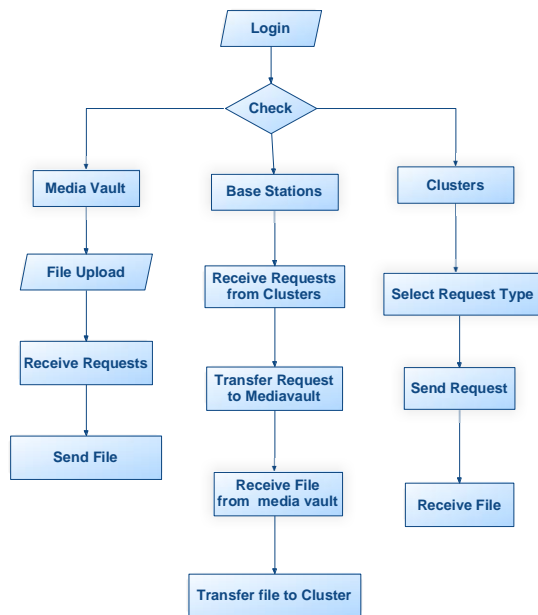 Login
Check
Media Vault
Base Stations
Clusters
File Upload
Receive Requests
from Clusters
Select Request Type
Receive Requests
Transfer Request
to Mediavault
Send Request
Send File
Receive File
from media vault
Receive File
Transfer file to Cluster